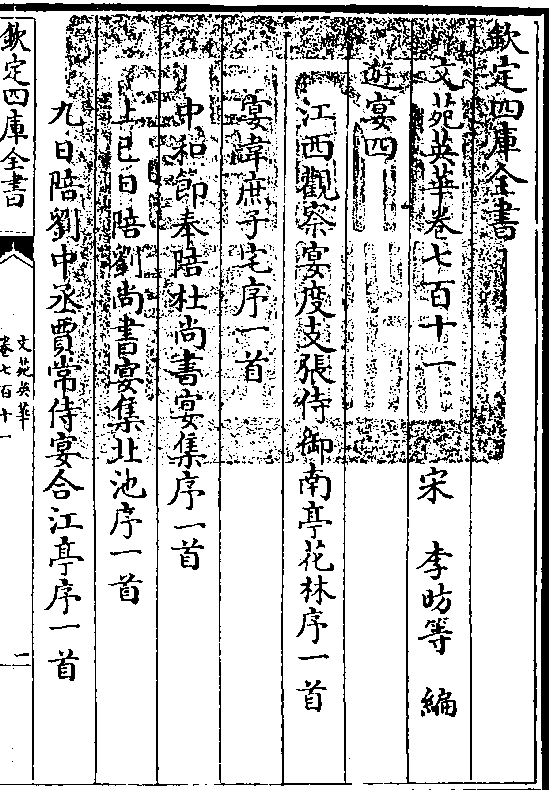 欽定四庫全書
文苑英華卷七百十一
宋 李昉等 編
遊宴四
江西觀察宴度支張侍御南亭花林序一首
宴韋庶子宅序一首
中和節奉陪杜尚書宴集序一首
上巳日陪劉尚書宴集北池序一首
九日陪劉中丞賈常侍宴合江亭序一首
欽定四庫全書
文苑英華
卷七百十一